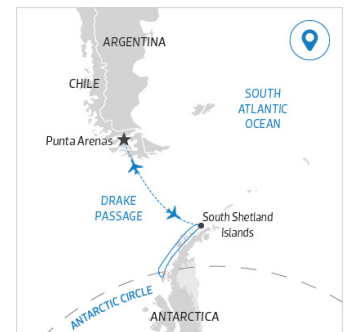 ARGENTINA
CHILE
SOUTH
ATLANTIC
OCEAN
Punta Arenas
DRAKE
PASSAGE
South Shetland
Islands
ANTARCTIC CIRCLE
ANTARCTICA